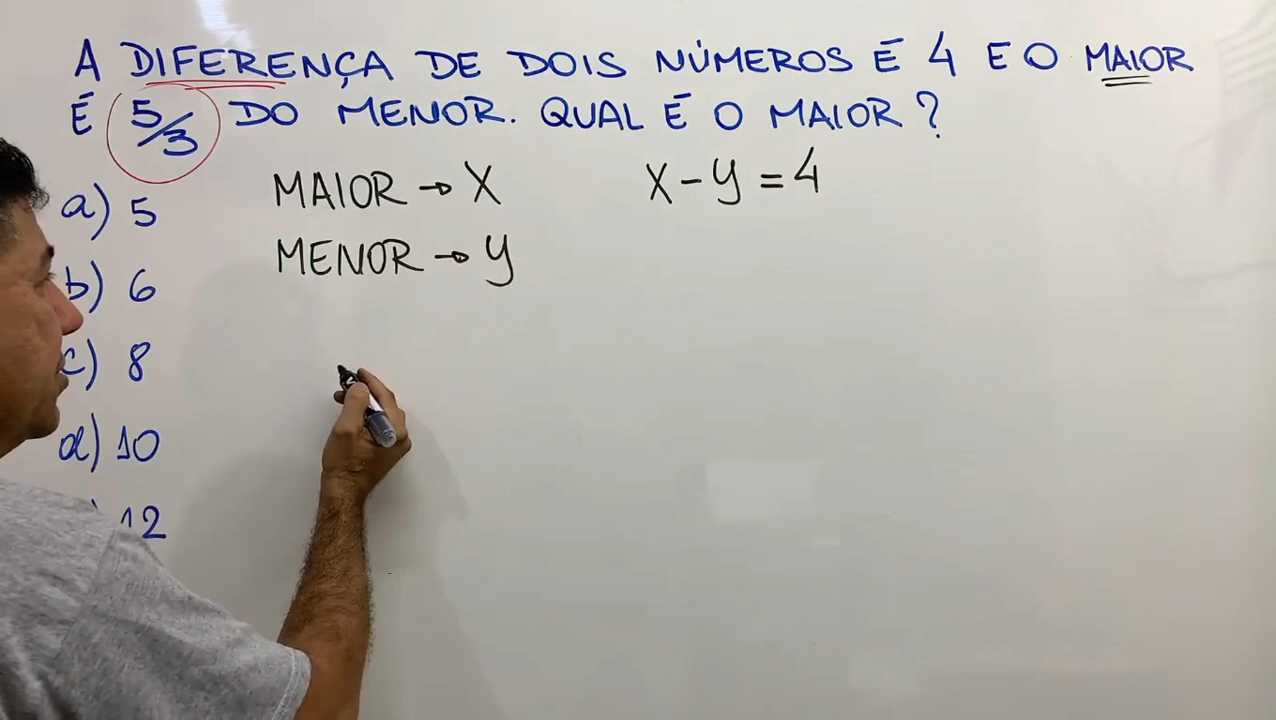 A DIFERENÇA DE DOIS NÚMEROS É 4 E O MAIOR
É 5/3 DO MENOR. QUAL É O MAIOR?
a) 5
MAIOR → X
X - Y = 4
MENOR → Y
b) 6
c) 8
d) 10
) 12